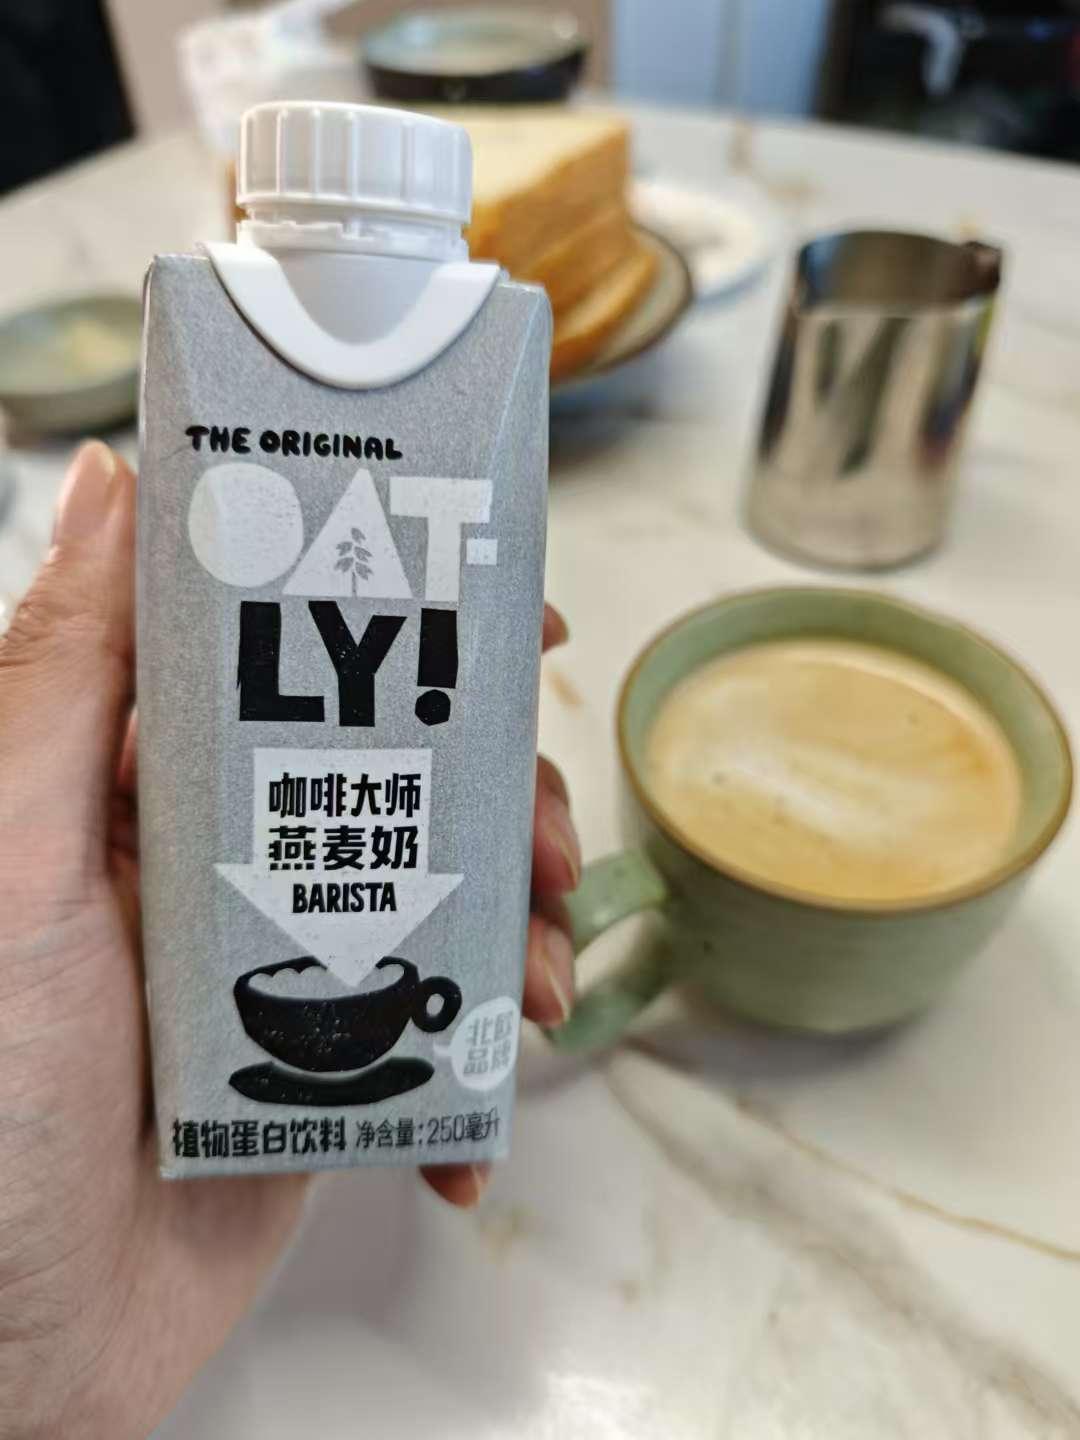 THE ORIGINAL
OAT-
LY!
咖啡大师
燕麦奶
BARISTA
北欧
品牌
植物蛋白饮料 净含量:250毫升